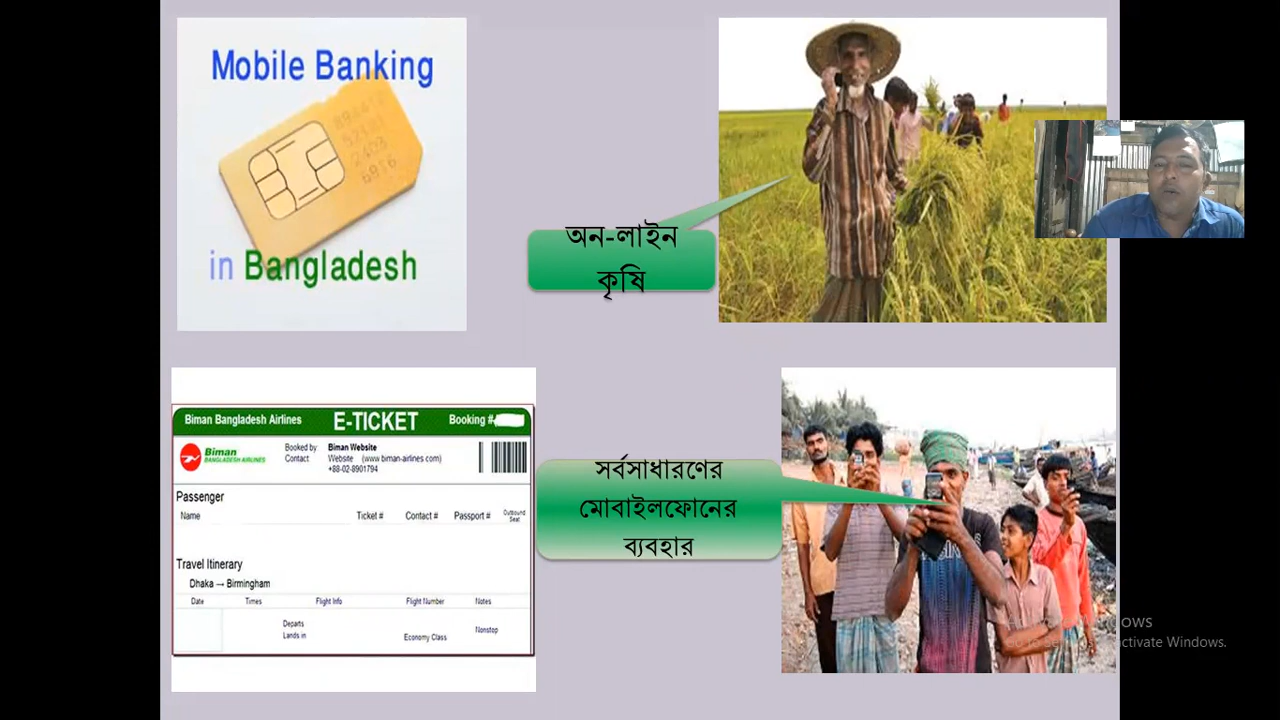 Mobile Banking
in Bangladesh
অন-লাইন
কৃষি
Biman Bangladesh Airlines
E-TICKET
Booking #
Biman
BANGLADESH AIRLINES
Booked by
Biman Website
Contact
Website (www.biman-airlines.com)
+88-02-8901794
Passenger
Name
Ticket #
Contact #
Passport #
Outbound
Seat
Travel Itinerary
Dhaka → Birmingham
Date
Times
Flight Info
Flight Number
Notes
Departs
Lands in
Economy Class
Nonstop
সর্বসাধারণের
মোবাইলফোনের
ব্যবহার